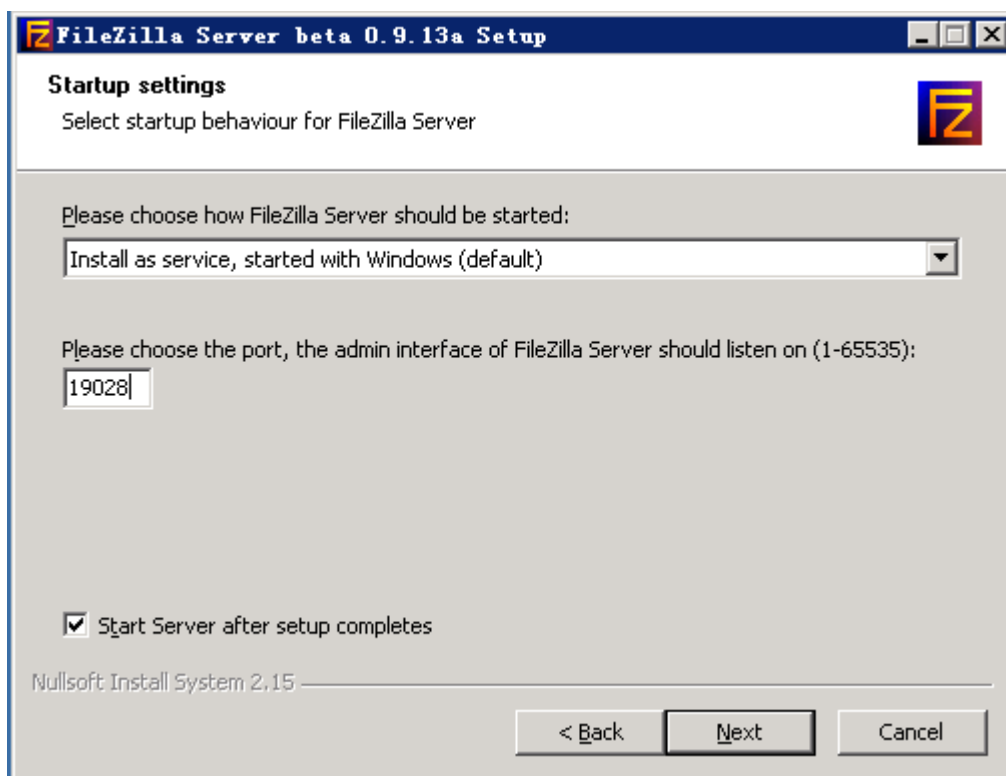 FileZilla Server beta 0.9.13a Setup
Startup settings
Select startup behaviour for FileZilla Server
Please choose how FileZilla Server should be started:
Install as service, started with Windows (default)
Please choose the port, the admin interface of FileZilla Server should listen on (1-65535):
19028
Start Server after setup completes
Nullsoft Install System 2.15
< Back Next Cancel